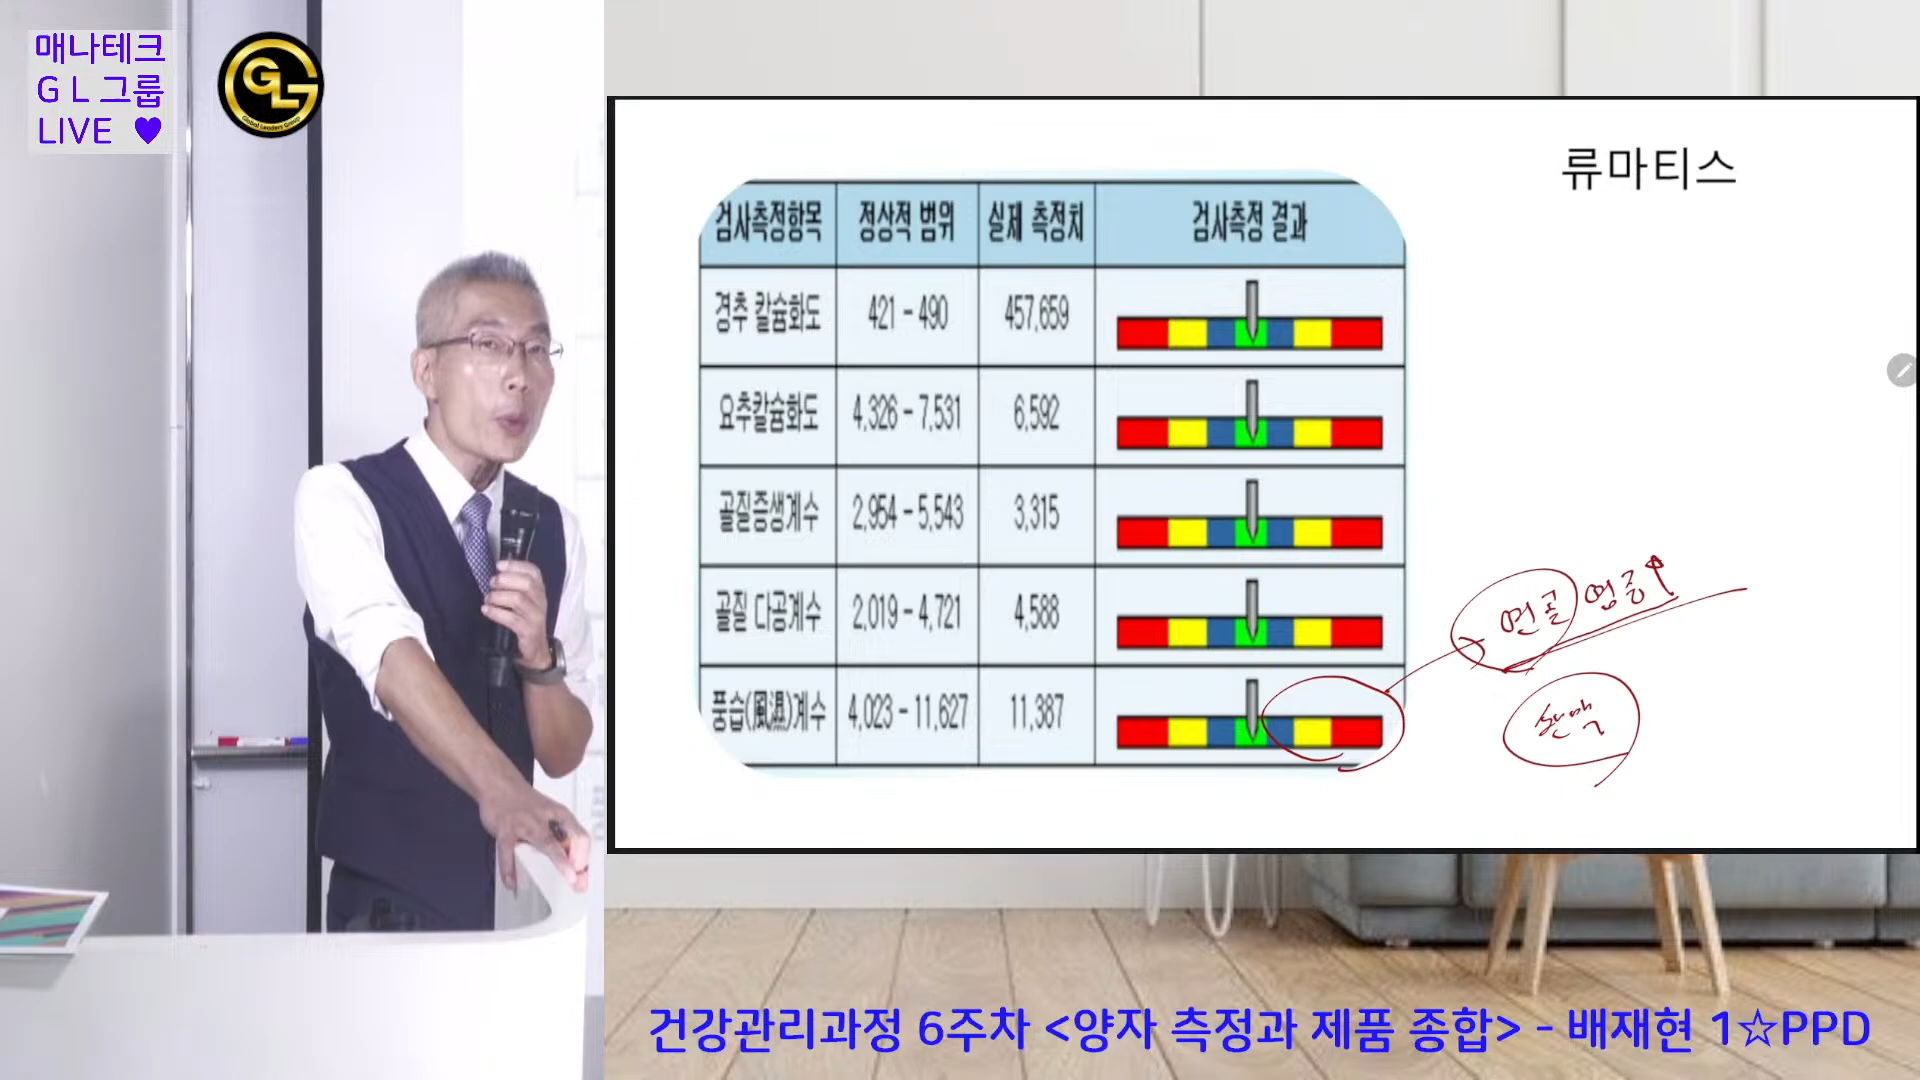 매나테크
G L 그룹
LIVE ♥
GLG
Global Leaders Group
류마티스
검사측정항목 정상적 범위 실제 측정치 검사측정 결과
경추 칼슘화도 421 - 490 457,659
요추칼슘화도 4,326 - 7,531 6,592
골질증생계수 2,954 - 5,543 3,315
골질 다공계수 2,019 - 4,721 4,588
풍습(風濕)계수 4,023 - 11,627 11,387
연골 염증↑
건강관리과정 6주차 <양자 측정과 제품 종합> - 배재현 1☆PPD